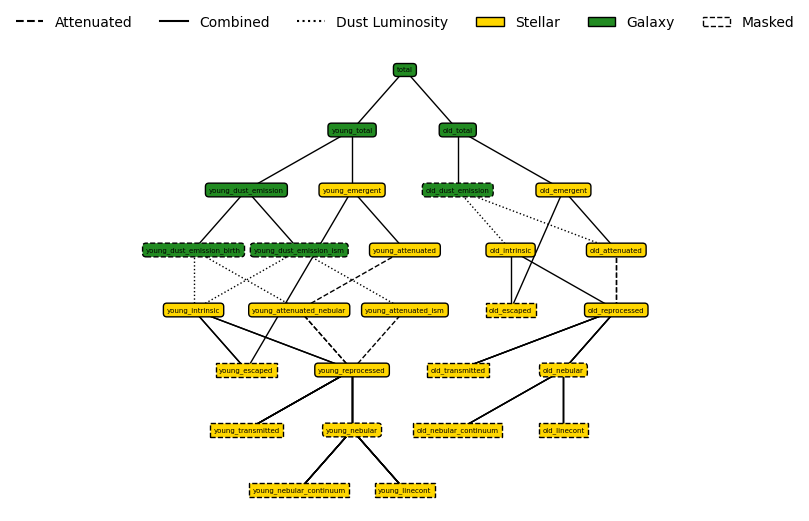 Attenuated Combined Dust Luminosity Stellar Galaxy Masked
total
young_total old_total
young_dust_emission young_emergent old_dust_emission old_emergent
young_dust_emission_birth young_dust_emission_ism young_attenuated old_intrinsic old_attenuated
young_intrinsic young_attenuated_nebular young_attenuated_ism old_escaped old_reprocessed
young_escaped young_reprocessed old_transmitted old_nebular
young_transmitted young_nebular old_nebular_continuum old_linecont
young_nebular_continuum young_linecont